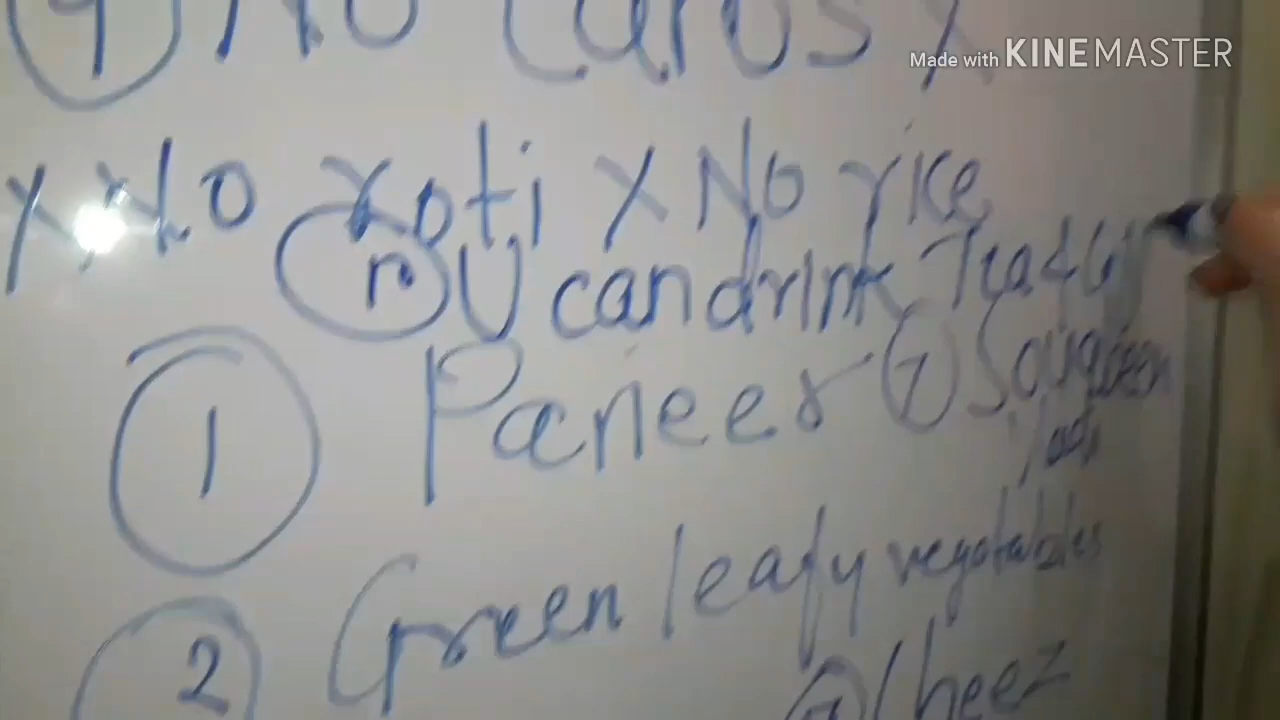 Made with KINEMASTER
① No Carbs X
X No roti X No rice
U can drink Tea
① Paneer ⑦ Soyabean
② Green leafy vegetables
Cheez